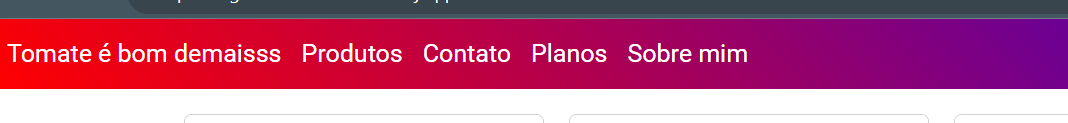 Tomate é bom demaisss Produtos Contato Planos Sobre mim